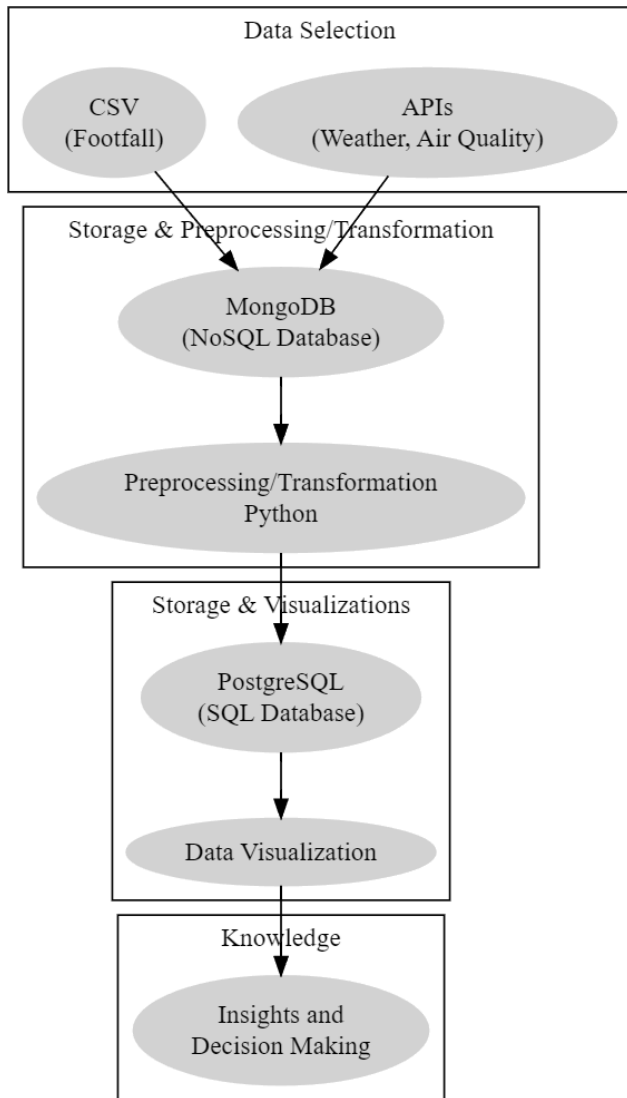 Data Selection
CSV
(Footfall)
APIs
(Weather, Air Quality)
Storage & Preprocessing/Transformation
MongoDB
(NoSQL Database)
Preprocessing/Transformation
Python
Storage & Visualizations
PostgreSQL
(SQL Database)
Data Visualization
Knowledge
Insights and
Decision Making